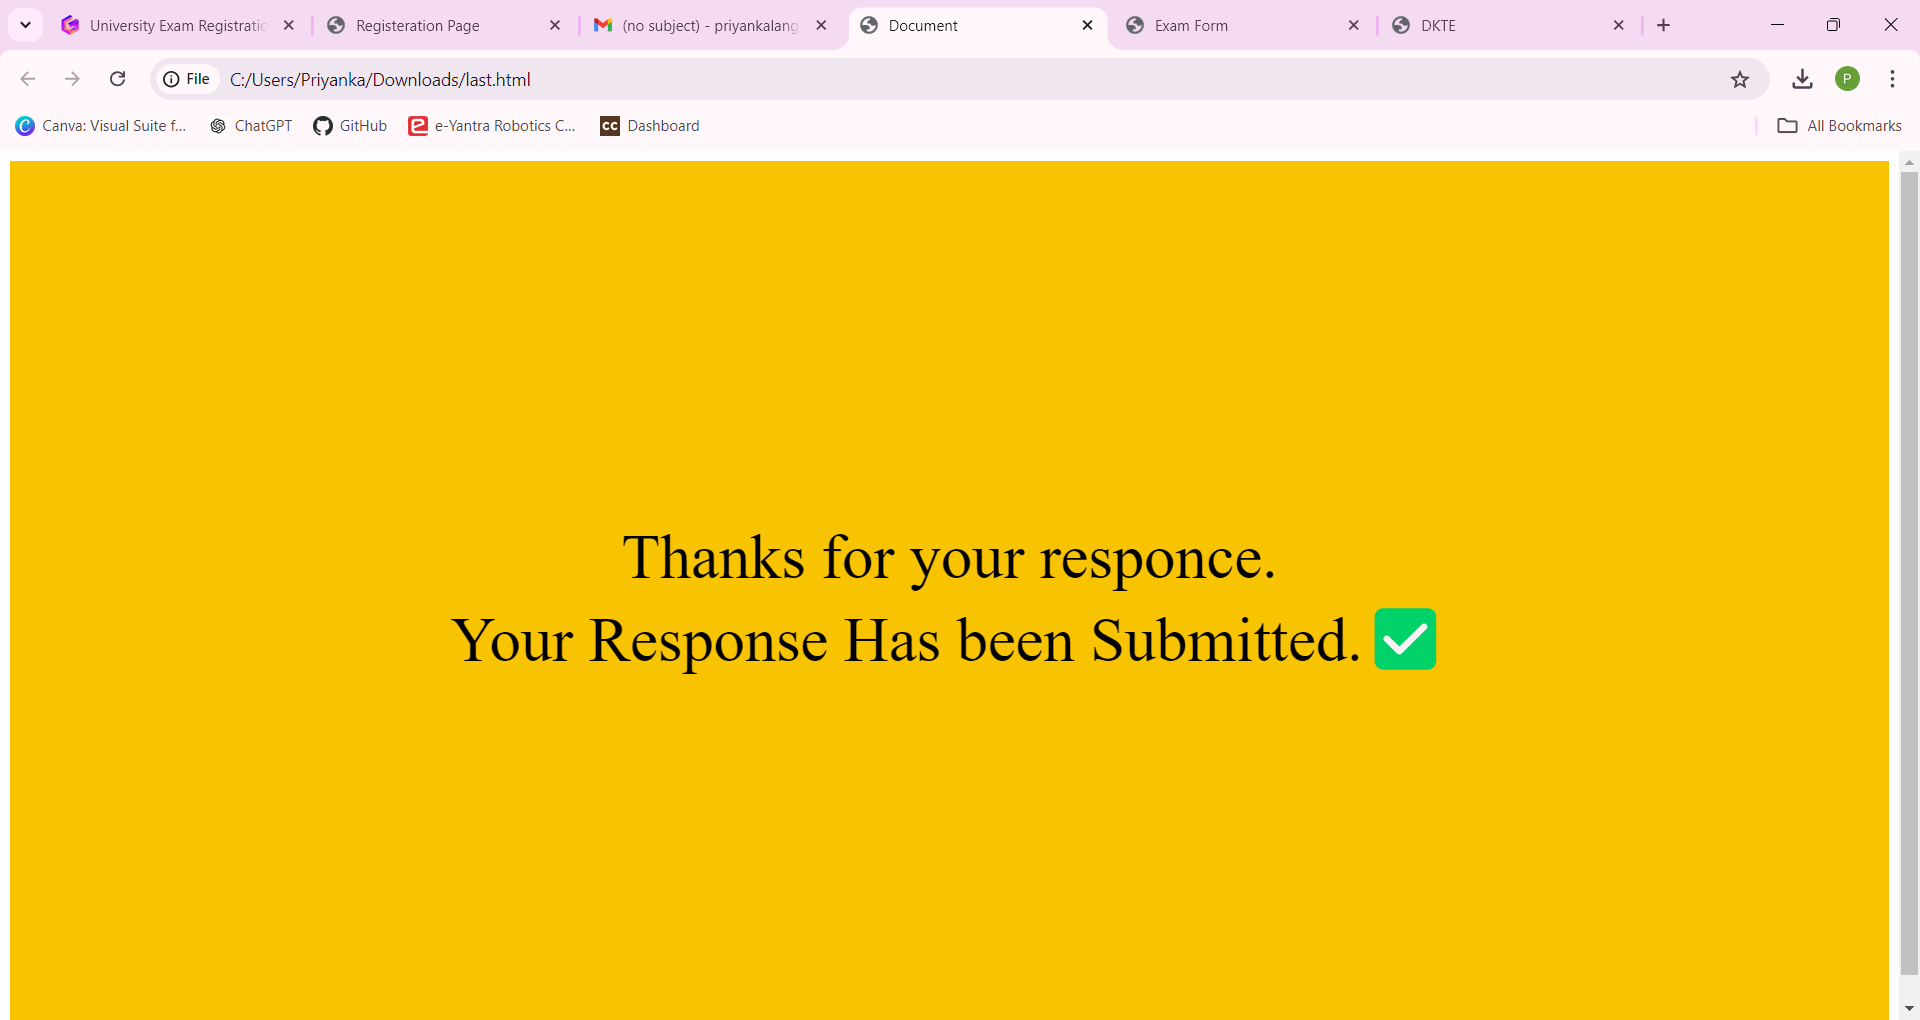 University Exam Registratio
Registeration Page
(no subject) - priyankalang
Document
Exam Form
DKTE
File
C:/Users/Priyanka/Downloads/last.html
P
Canva: Visual Suite f...
ChatGPT
GitHub
e-Yantra Robotics C...
cc
Dashboard
All Bookmarks
Thanks for your responce.
Your Response Has been Submitted. ✅